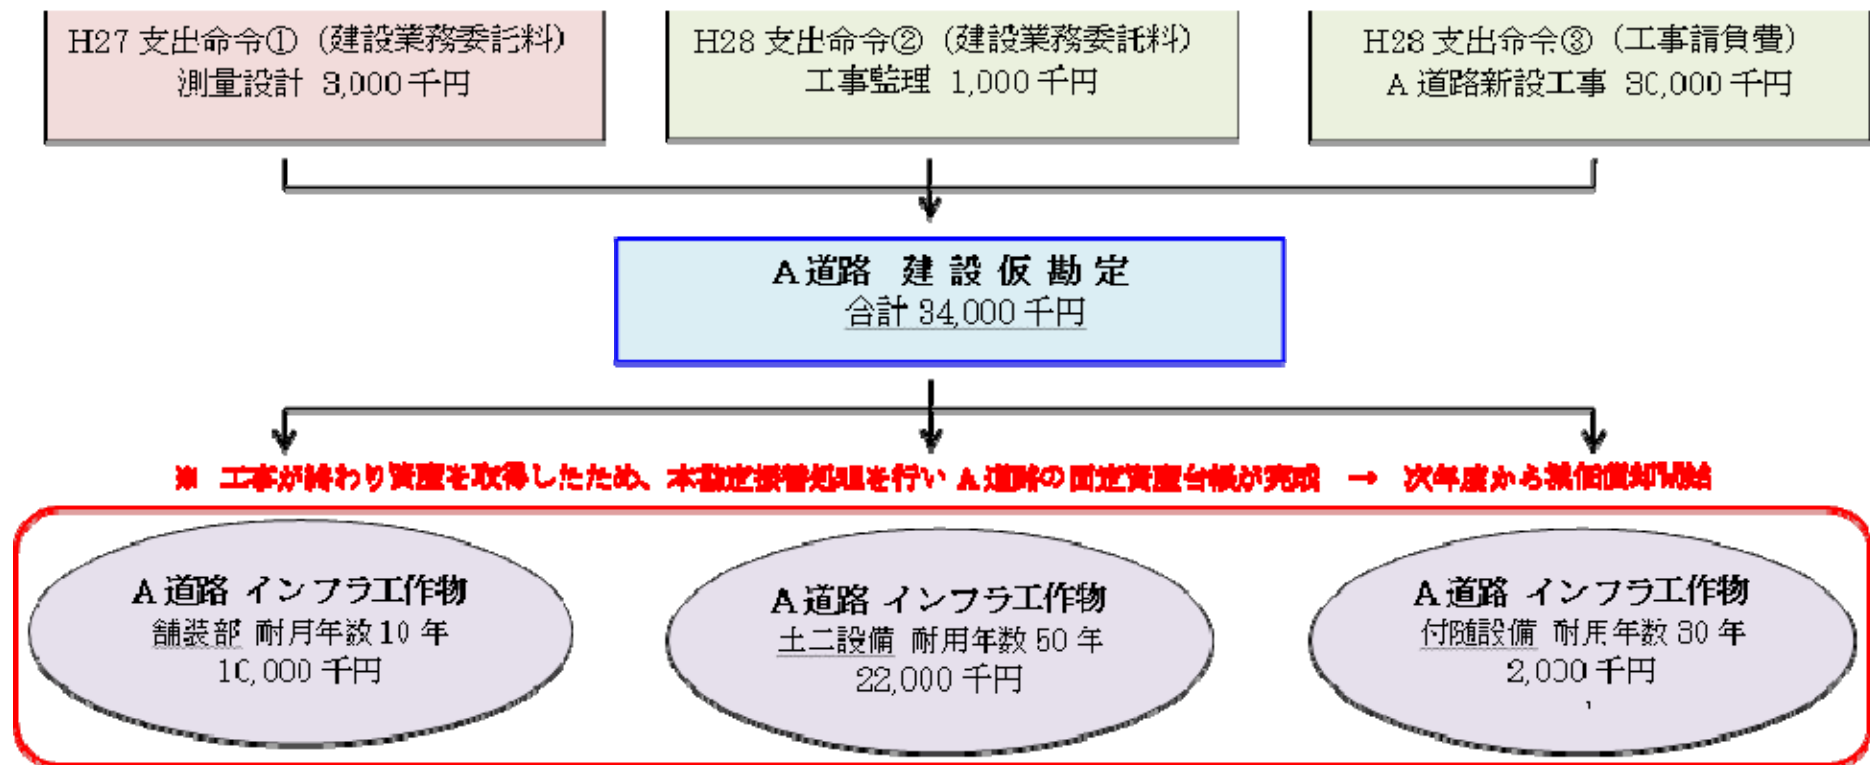 H27 支出命令① (建設業務委託料)
測量設計 3,000 千円
H28 支出命令② (建設業務委託料)
工事監理 1,000 千円
H28 支出命令③ (工事請負費)
A 道路新設工事 30,000 千円
A 道路 建 設 仮 勘 定
合計 34,000 千円
※ 工事が終わり資産を取得したため、本勘定振替処理を行い A 道路の固定資産台帳が完成 → 次年度から減価償却開始
A 道路 インフラ工作物
舗装部 耐用年数 10 年
10,000 千円
A 道路 インフラ工作物
土工設備 耐用年数 50 年
22,000 千円
A 道路 インフラ工作物
付随設備 耐用年数 30 年
2,000 千円